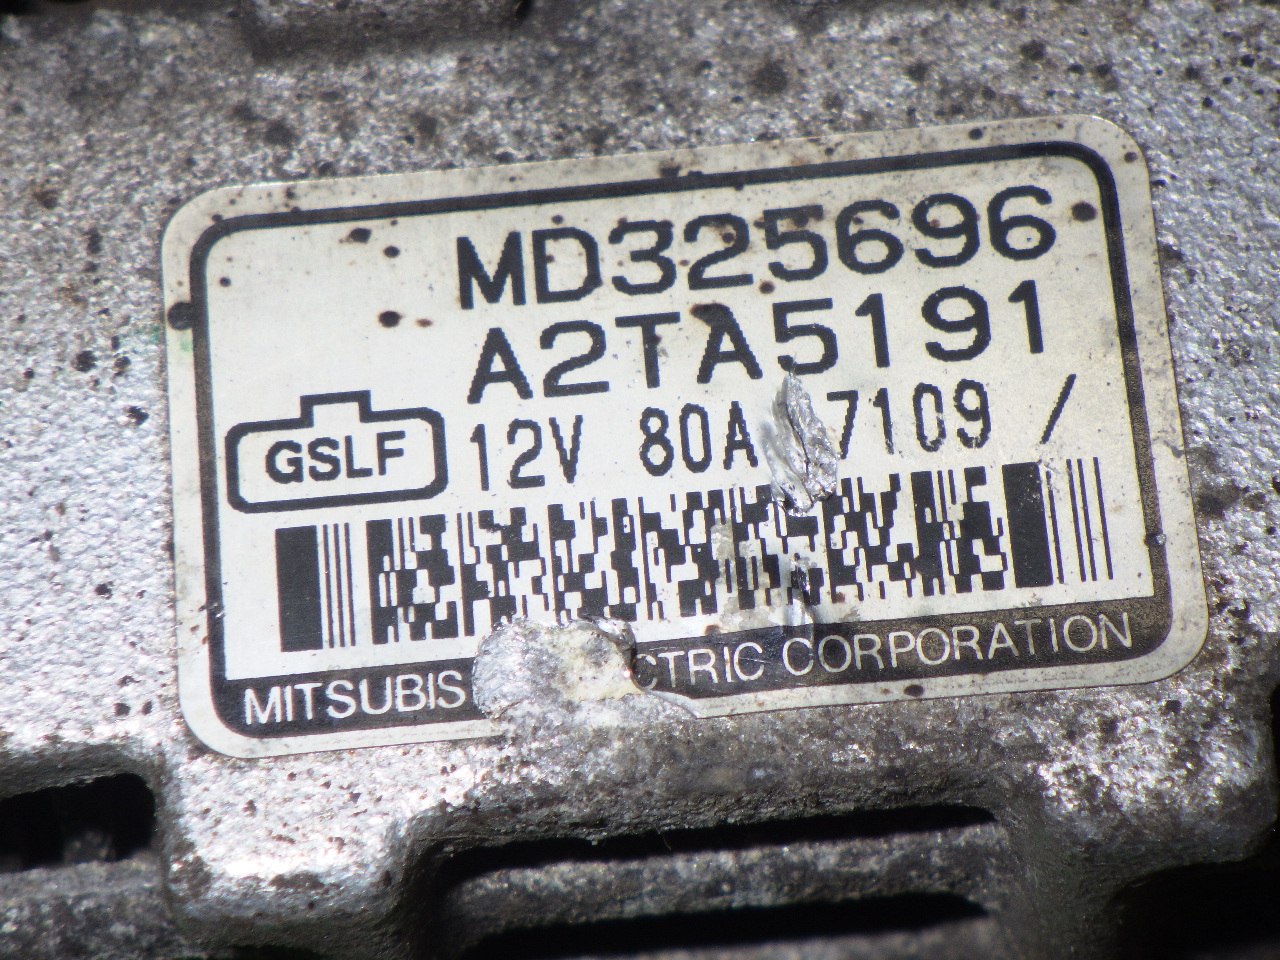 MD325696
A2TA5191
GSLF
12V 80A 7109 /
MITSUBIS CTRIC CORPORATION